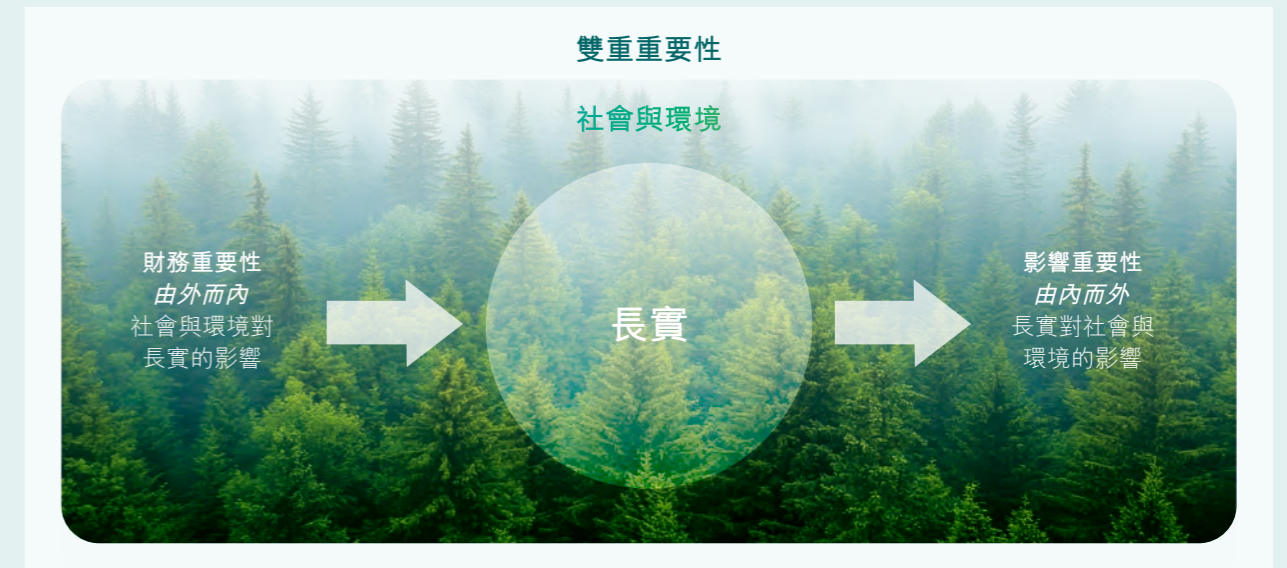 雙重重要性
社會與環境
財務重要性
由外而內
社會與環境對
長實的影響
長實
影響重要性
由內而外
長實對社會與
環境的影響